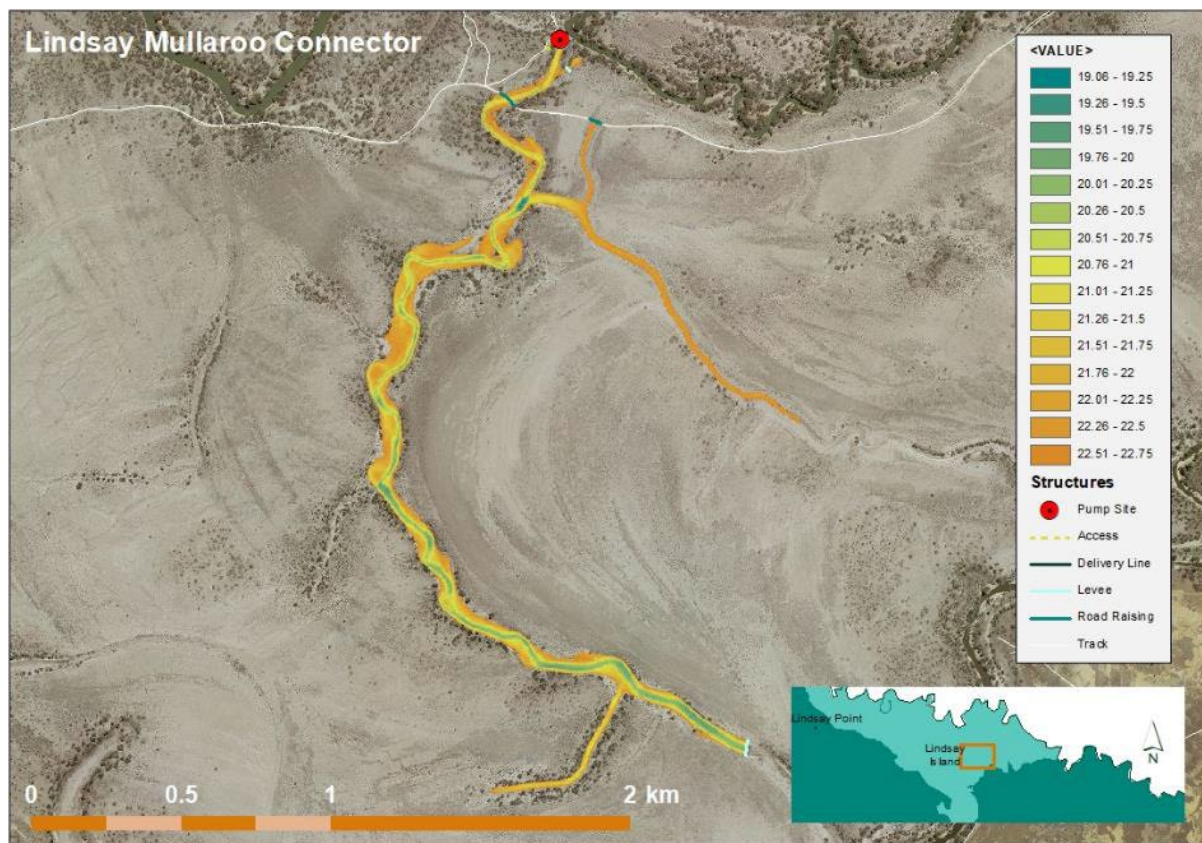 Lindsay Mullaroo Connector
<VALUE>
19.06 - 19.25
19.26 - 19.5
19.51 - 19.75
19.76 - 20
20.01 - 20.25
20.26 - 20.5
20.51 - 20.75
20.76 - 21
21.01 - 21.25
21.26 - 21.5
21.51 - 21.75
21.76 - 22
22.01 - 22.25
22.26 - 22.5
22.51 - 22.75
Structures
Pump Site
Access
Delivery Line
Levee
Road Raising
Track
Lindsay Point
Lindsay
Island
N
0 0.5 1 2 km